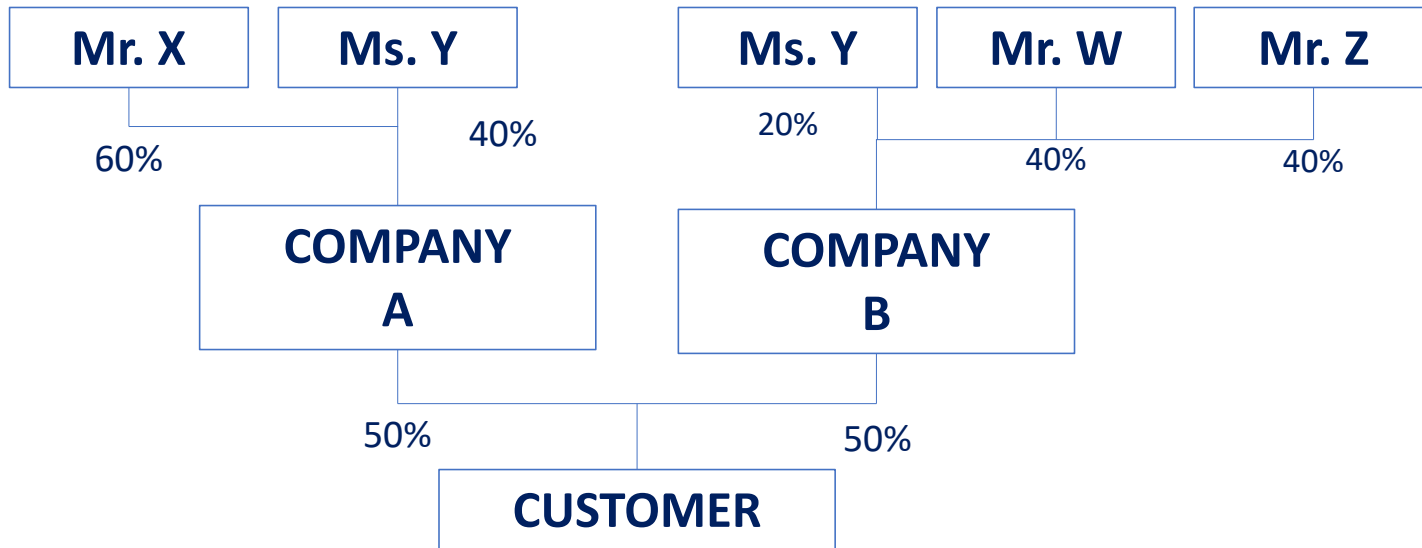 Mr. X
Ms. Y
Ms. Y
Mr. W
Mr. Z
60%
40%
20%
40%
40%
COMPANY
A
COMPANY
B
50%
50%
CUSTOMER